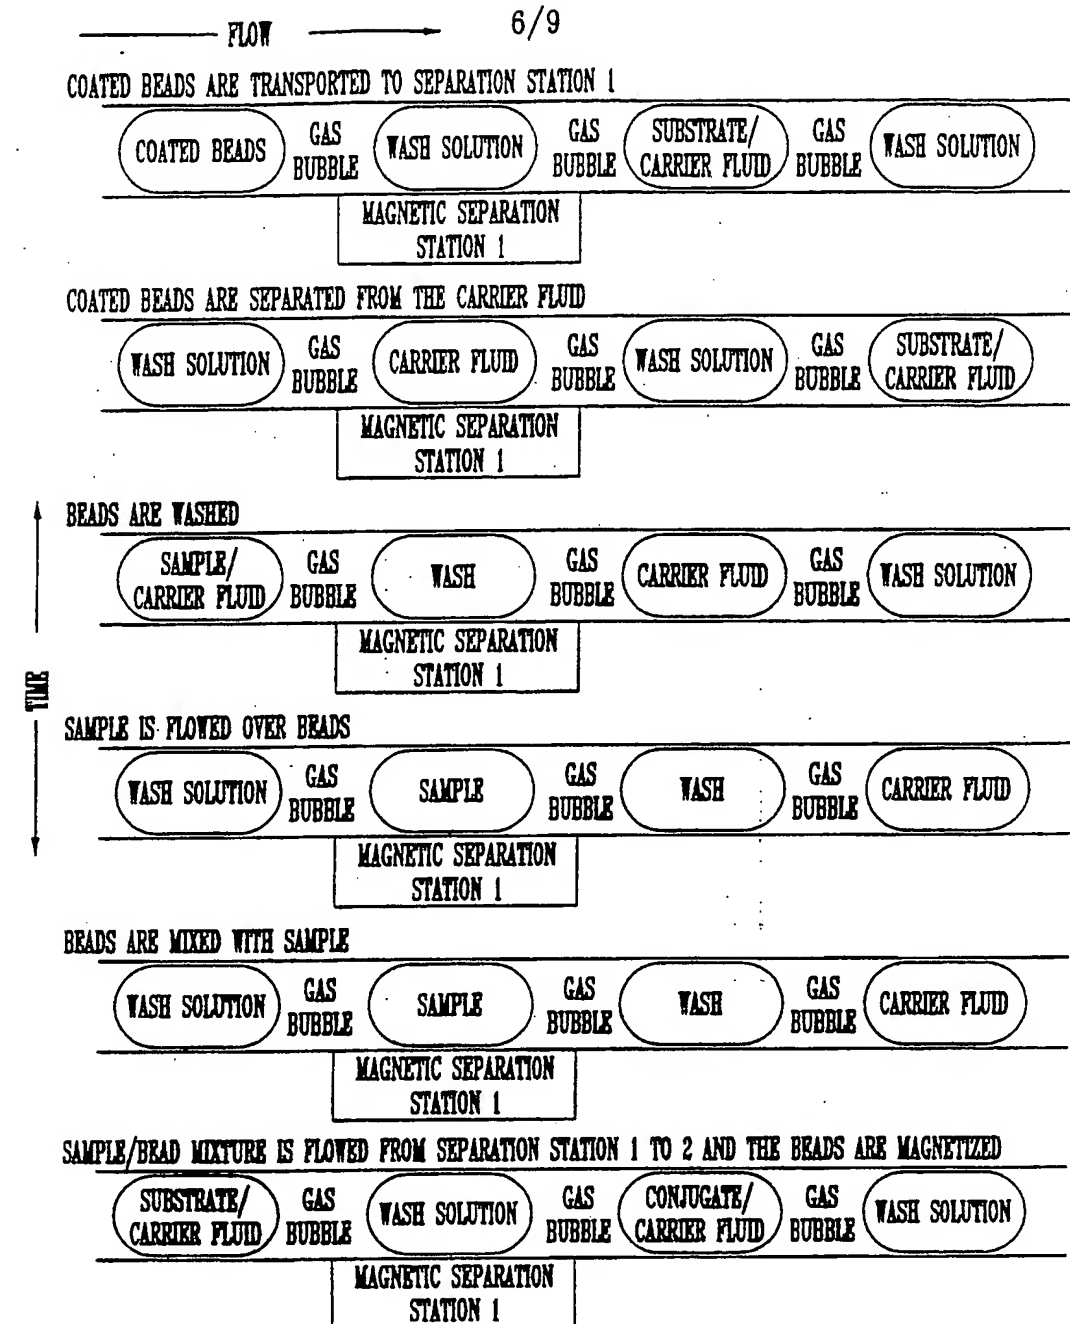 FLOW 6/9
COATED BEADS ARE TRANSPORTED TO SEPARATION STATION 1
COATED BEADS
GAS
BUBBLE
WASH SOLUTION
GAS
BUBBLE
SUBSTRATE/
CARRIER FLUID
GAS
BUBBLE
WASH SOLUTION
MAGNETIC SEPARATION
STATION 1
COATED BEADS ARE SEPARATED FROM THE CARRIER FLUID
WASH SOLUTION
GAS
BUBBLE
CARRIER FLUID
GAS
BUBBLE
WASH SOLUTION
GAS
BUBBLE
SUBSTRATE/
CARRIER FLUID
MAGNETIC SEPARATION
STATION 1
BEADS ARE WASHED
SAMPLE/
CARRIER FLUID
GAS
BUBBLE
WASH
GAS
BUBBLE
CARRIER FLUID
GAS
BUBBLE
WASH SOLUTION
MAGNETIC SEPARATION
STATION 1
TIME
SAMPLE IS FLOWED OVER BEADS
WASH SOLUTION
GAS
BUBBLE
SAMPLE
GAS
BUBBLE
WASH
GAS
BUBBLE
CARRIER FLUID
MAGNETIC SEPARATION
STATION 1
BEADS ARE MIXED WITH SAMPLE
WASH SOLUTION
GAS
BUBBLE
SAMPLE
GAS
BUBBLE
WASH
GAS
BUBBLE
CARRIER FLUID
MAGNETIC SEPARATION
STATION 1
SAMPLE/BEAD MIXTURE IS FLOWED FROM SEPARATION STATION 1 TO 2 AND THE BEADS ARE MAGNETIZED
SUBSTRATE/
CARRIER FLUID
GAS
BUBBLE
WASH SOLUTION
GAS
BUBBLE
CONJUGATE/
CARRIER FLUID
GAS
BUBBLE
WASH SOLUTION
MAGNETIC SEPARATION
STATION 1